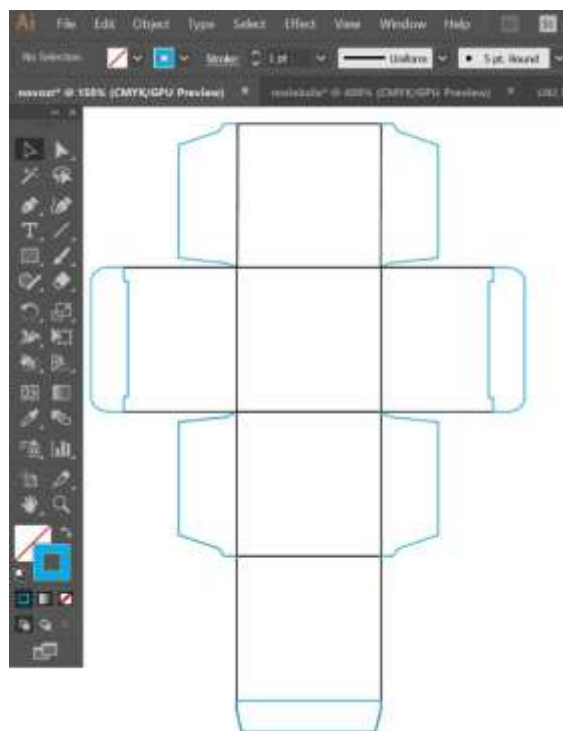 Ai File Edit Object Type Select Effect View Window Help St
No Selection Stroke: 1 pt Uniform 5 pt. Round
@ 150% (CMYK/GPU Preview) @ 400% (CMYK/GPU Preview)